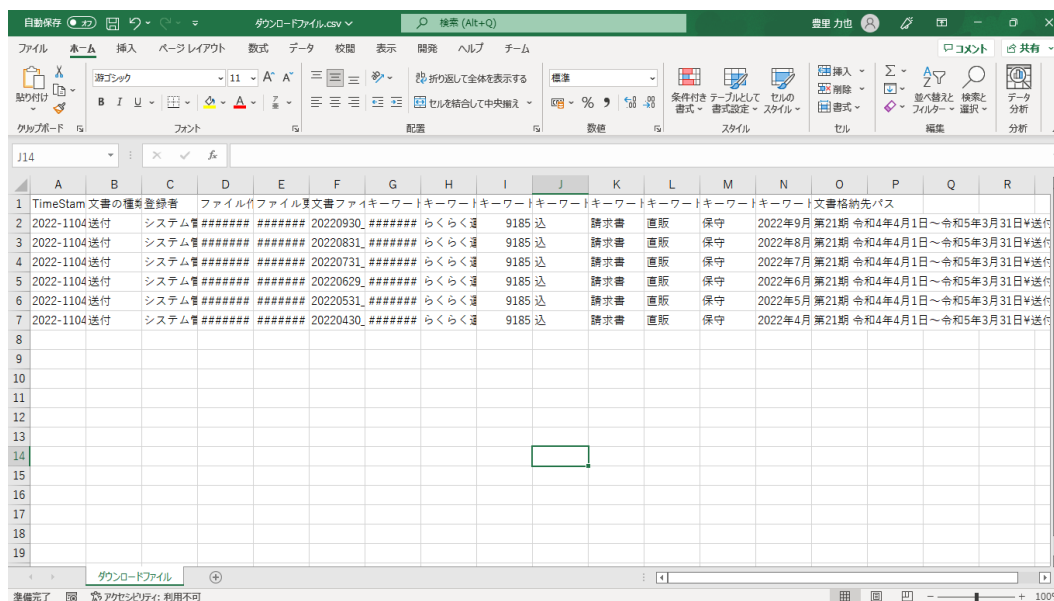 自動保存 オフ ダウンロードファイル.csv 検索 (Alt+Q) 豊里 力也
ファイル ホーム 挿入 ページ レイアウト 数式 データ 校閲 表示 開発 ヘルプ チーム コメント 共有
貼り付け 游ゴシック 11 A A 折り返して全体を表示する 標準 条件付き書式 テーブルとして書式設定 セルのスタイル 挿入 削除 書式 Σ 並べ替えと フィルター 検索と選択 データ分析
B I U A セルを結合して中央揃え % 9
クリップボード フォント 配置 数値 スタイル セル 編集 分析
J14 fx
A B C D E F G H I J K L M N O P Q R
1 TimeStam 文書の種類 登録者 ファイル作 ファイル更 文書ファイ キーワード キーワード キーワード キーワード キーワード キーワード キーワード キーワード 文書格納先パス
2 2022-1104 送付 システム管 ####### ####### 20220930_ ####### らくらく運 9185 込 請求書 直販 保守 2022年9月 第21期 令和4年4月1日～令和5年3月31日¥送付
3 2022-1104 送付 システム管 ####### ####### 20220831_ ####### らくらく運 9185 込 請求書 直販 保守 2022年8月 第21期 令和4年4月1日～令和5年3月31日¥送付
4 2022-1104 送付 システム管 ####### ####### 20220731_ ####### らくらく運 9185 込 請求書 直販 保守 2022年7月 第21期 令和4年4月1日～令和5年3月31日¥送付
5 2022-1104 送付 システム管 ####### ####### 20220629_ ####### らくらく運 9185 込 請求書 直販 保守 2022年6月 第21期 令和4年4月1日～令和5年3月31日¥送付
6 2022-1104 送付 システム管 ####### ####### 20220531_ ####### らくらく運 9185 込 請求書 直販 保守 2022年5月 第21期 令和4年4月1日～令和5年3月31日¥送付
7 2022-1104 送付 システム管 ####### ####### 20220430_ ####### らくらく運 9185 込 請求書 直販 保守 2022年4月 第21期 令和4年4月1日～令和5年3月31日¥送付
8
9
10
11
12
13
14
15
16
17
18
19
ダウンロードファイル
準備完了 アクセシビリティ: 利用不可 100%